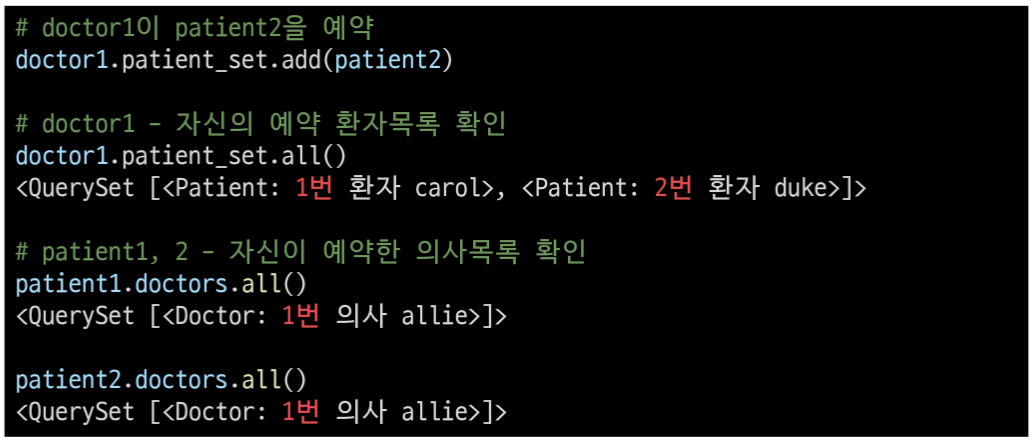 # doctor1이 patient2을 예약
doctor1.patient_set.add(patient2)
# doctor1 - 자신의 예약 환자목록 확인
doctor1.patient_set.all()
<QuerySet [<Patient: 1번 환자 carol>, <Patient: 2번 환자 duke>]>
# patient1, 2 - 자신이 예약한 의사목록 확인
patient1.doctors.all()
<QuerySet [<Doctor: 1번 의사 allie>]>
patient2.doctors.all()
<QuerySet [<Doctor: 1번 의사 allie>]>